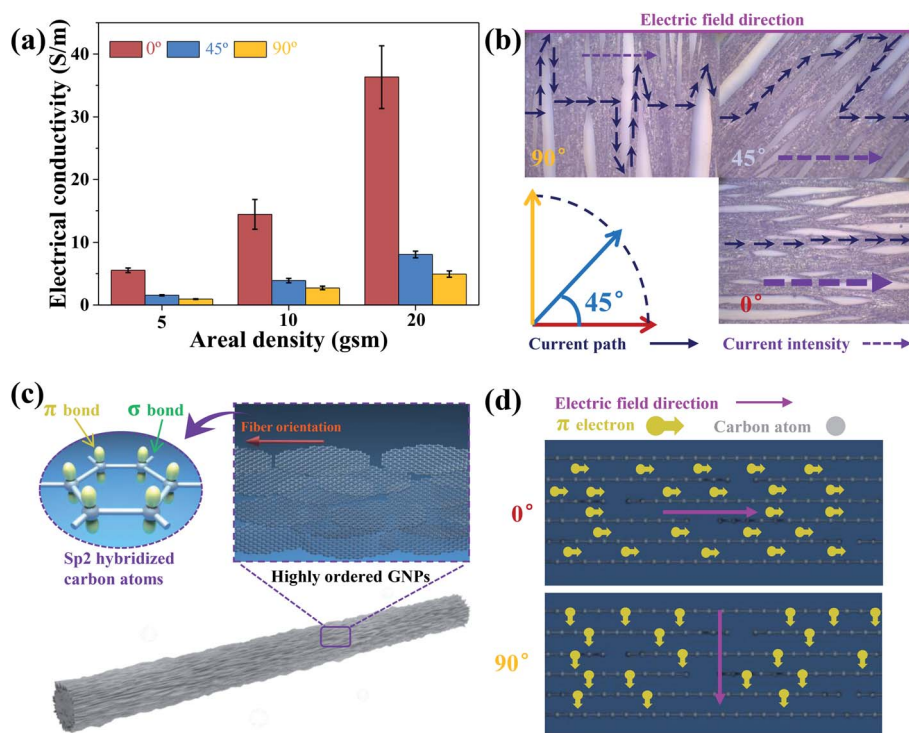 (a)
Electrical conductivity (S/m)
40
30
20
10
0
0°
45°
90°
5
10
20
Areal density (gsm)
(b)
Electric field direction
90°
45°
45°
0°
Current path
Current intensity
(c)
π bond
σ bond
Sp2 hybridized
carbon atoms
Fiber orientation
Highly ordered GNPs
(d)
Electric field direction
π electron
Carbon atom
0°
90°